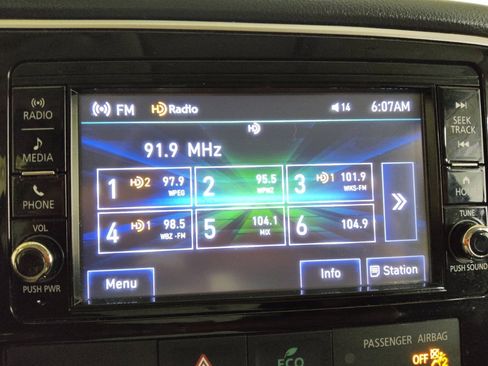 RADIO
MEDIA
PHONE
VOL
PUSH PWR
FM HD Radio 14 6:07AM
HD
91.9 MHz
1 HD2 97.9 WPEG
2 95.5 WPWZ
3 HD1 101.9 WKS-FM
4 HD1 98.5 WBZ -FM
5 104.1 MIX
6 104.9
Menu
Info
Station
SEEK
TRACK
TUNE
PUSH SOUND
ECO
PASSENGER AIRBAG
OFF